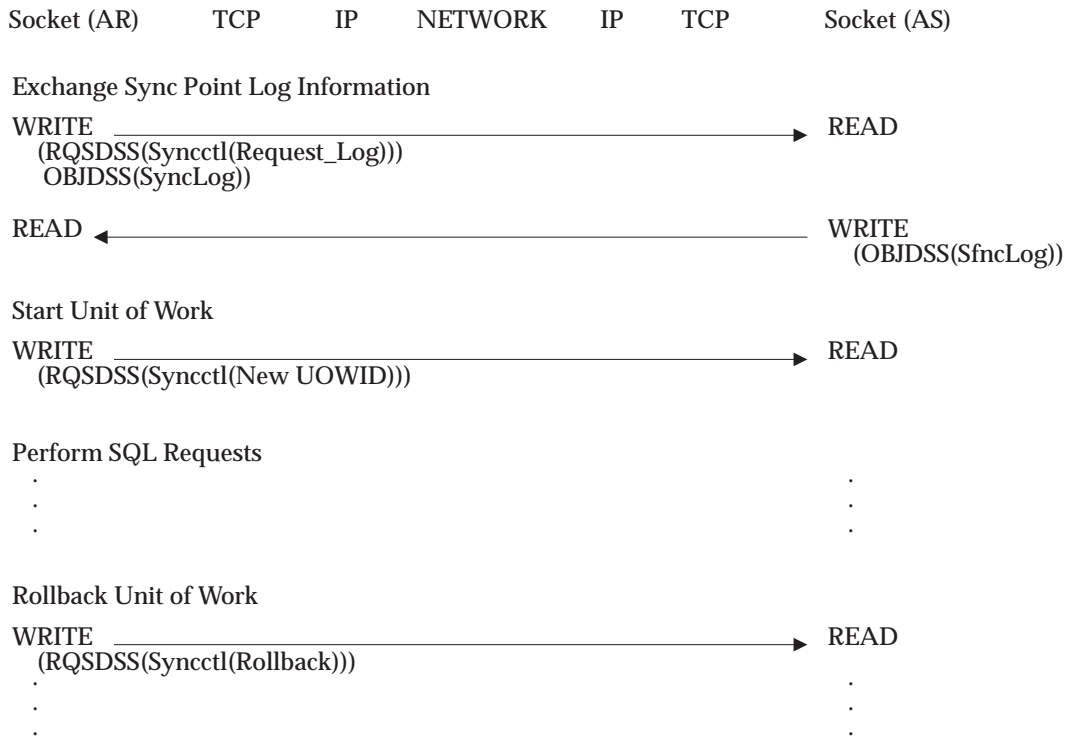 Socket (AR) TCP IP NETWORK IP TCP Socket (AS)
Exchange Sync Point Log Information
WRITE READ
(RQSDSS(Syncctl(Request_Log)))
OBJDSS(SyncLog))
READ WRITE
(OBJDSS(SfncLog))
Start Unit of Work
WRITE READ
(RQSDSS(Syncctl(New UOWID)))
Perform SQL Requests
. .
. .
. .
Rollback Unit of Work
WRITE READ
(RQSDSS(Syncctl(Rollback)))
. .
. .
. .